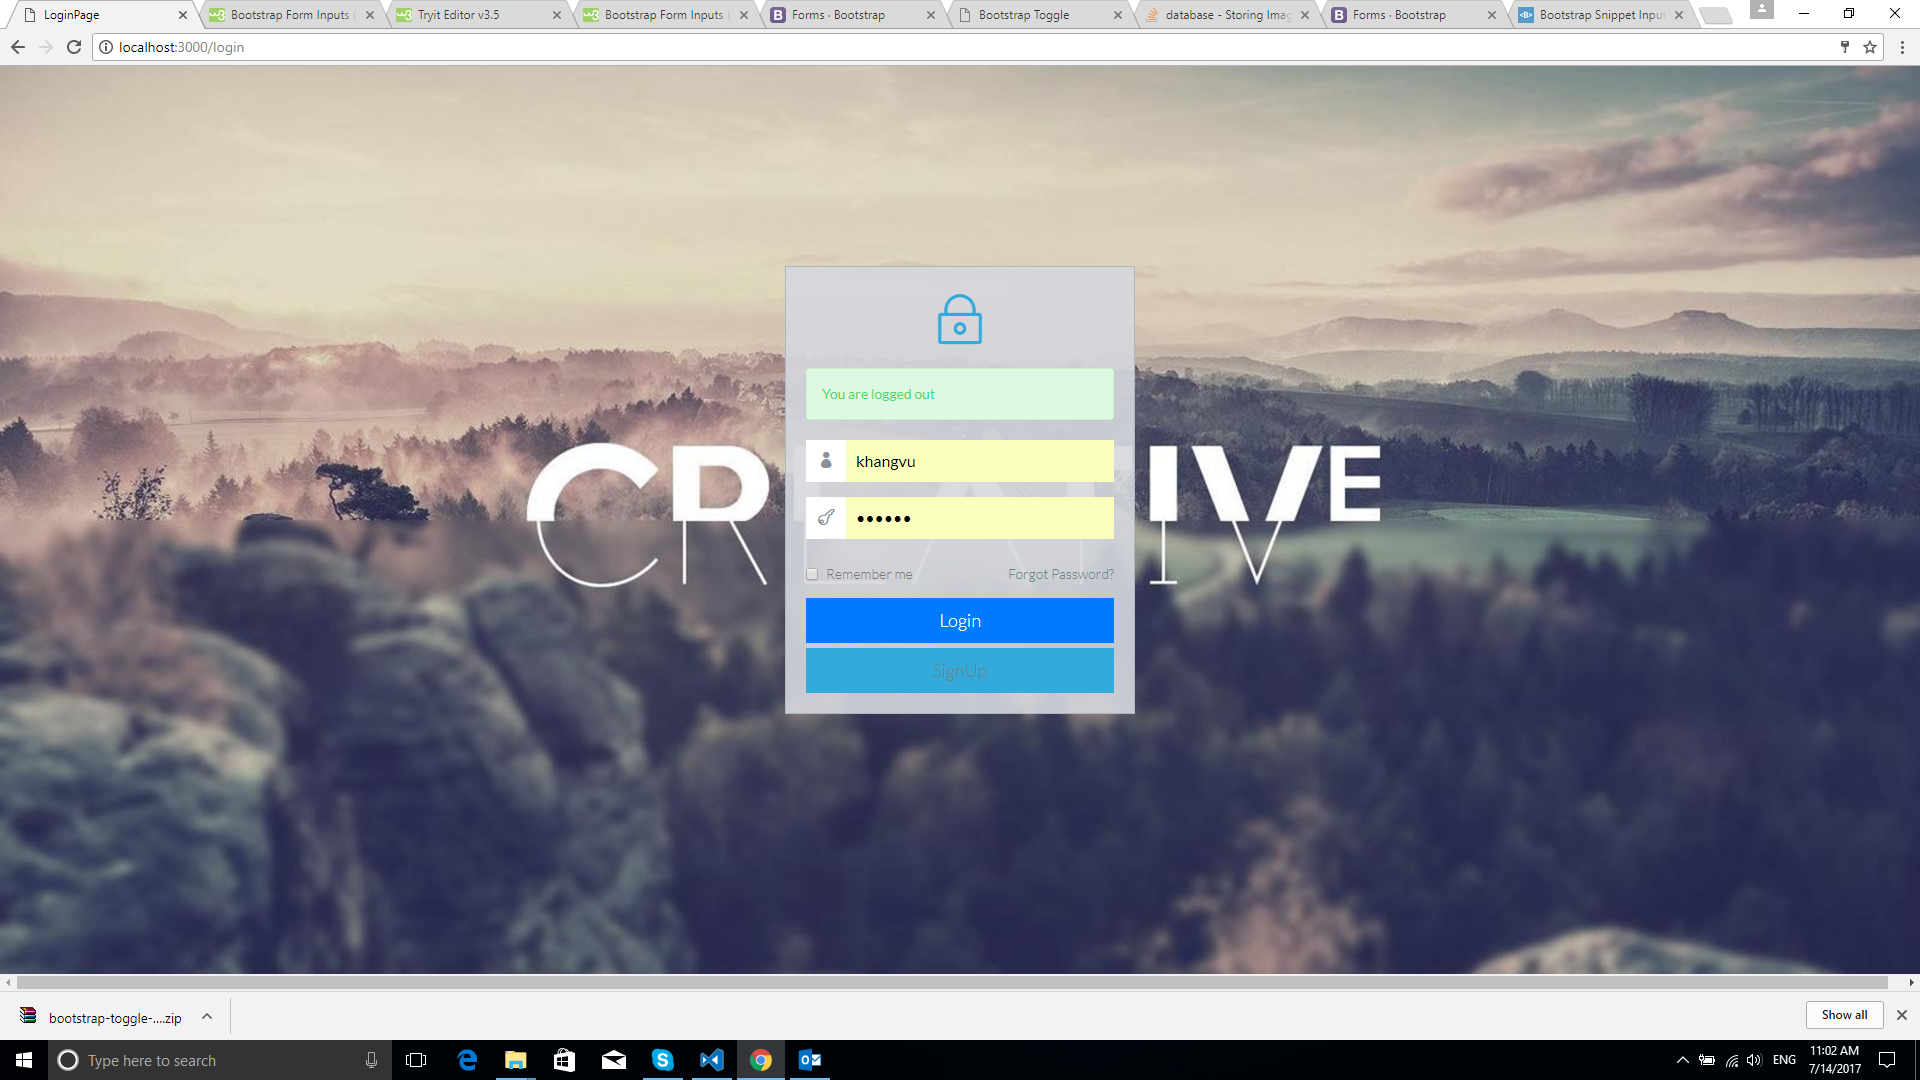 LoginPage
Bootstrap Form Inputs
Tryit Editor v3.5
Bootstrap Form Inputs
Forms · Bootstrap
Bootstrap Toggle
database - Storing Imag
Forms · Bootstrap
Bootstrap Snippet Input
localhost:3000/login
You are logged out
khangvu
••••••
CREATIVE
Remember me
Forgot Password?
Login
SignUp
bootstrap-toggle-....zip
Show all
Type here to search
ENG
11:02 AM
7/14/2017